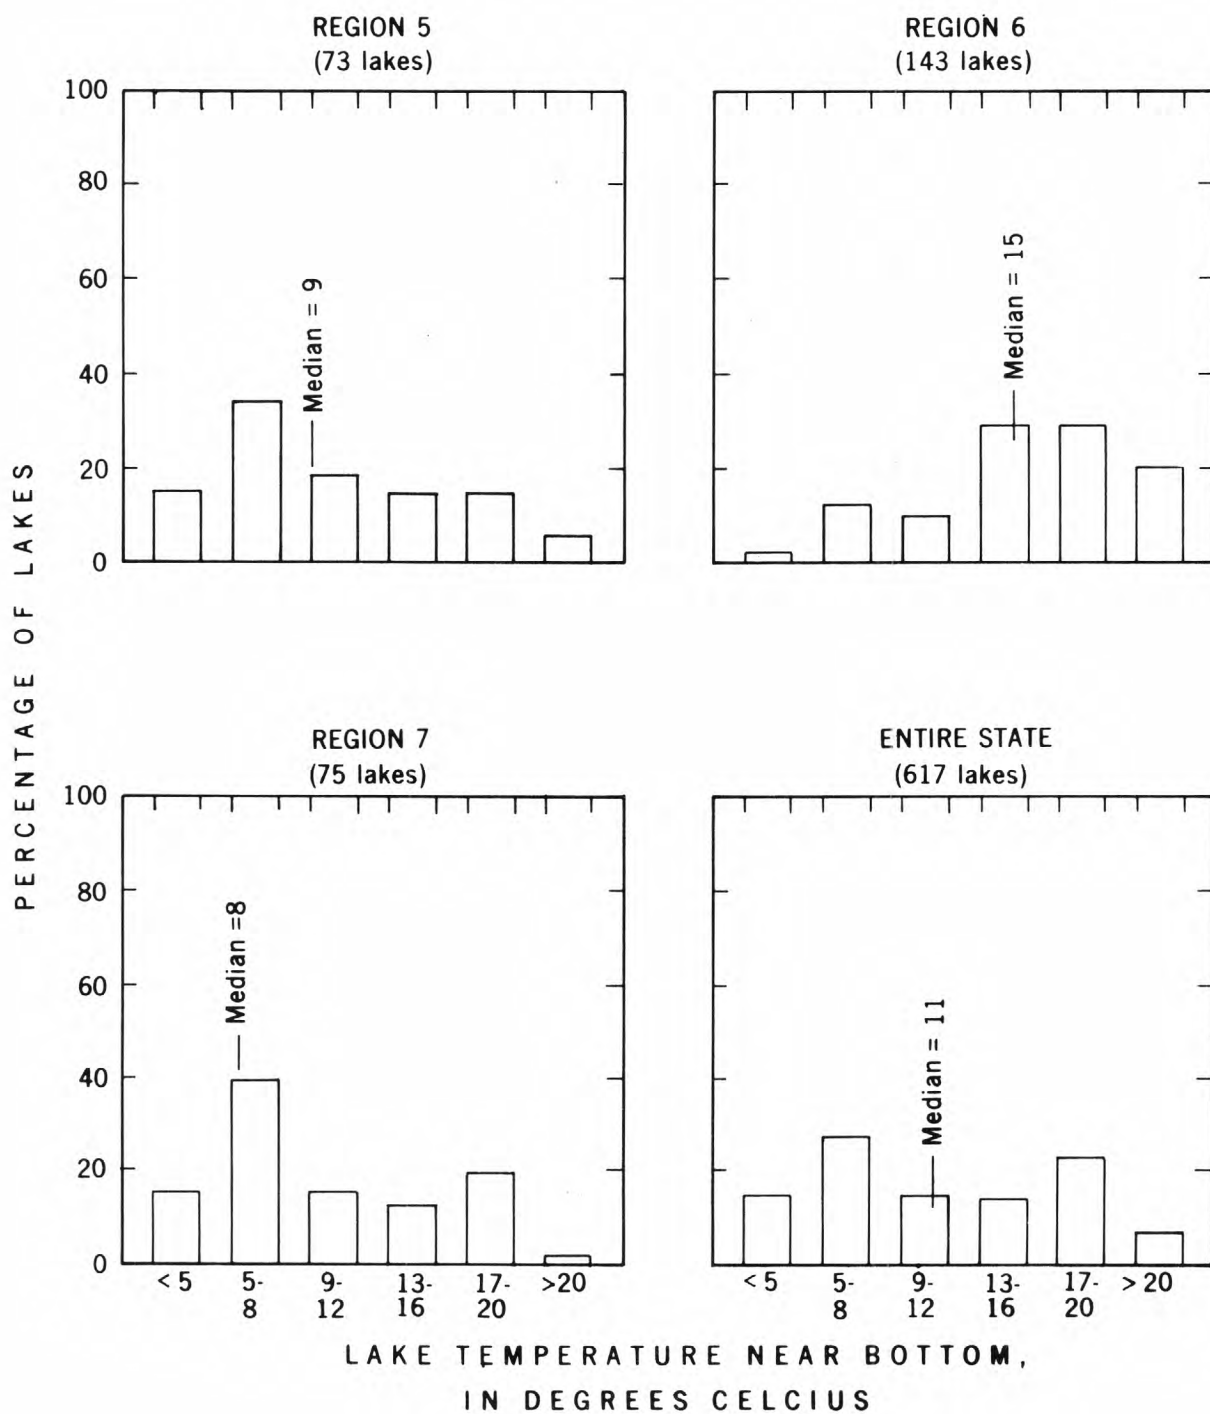 REGION 5
(73 lakes)
REGION 6
(143 lakes)
100
80
60
40
20
0
Median = 9
Median = 15
PERCENTAGE OF LAKES
REGION 7
(75 lakes)
ENTIRE STATE
(617 lakes)
100
80
60
40
20
0
Median =8
Median = 11
<5 5-8 9-12 13-16 17-20 >20
<5 5-8 9-12 13-16 17-20 >20
LAKE TEMPERATURE NEAR BOTTOM,
IN DEGREES CELCIUS